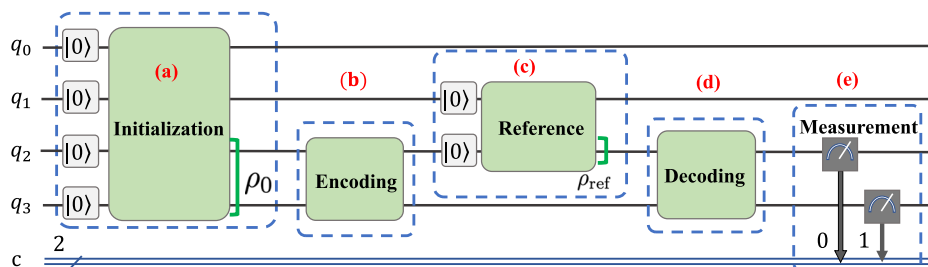 (a)
(b)
(c)
(d)
(e)
q₀ |0⟩
q₁ |0⟩ |0⟩
Initialization
Reference
Measurement
q₂ |0⟩ |0⟩
ρ₀
Encoding
ρref
Decoding
q₃ |0⟩
2
0 1
c